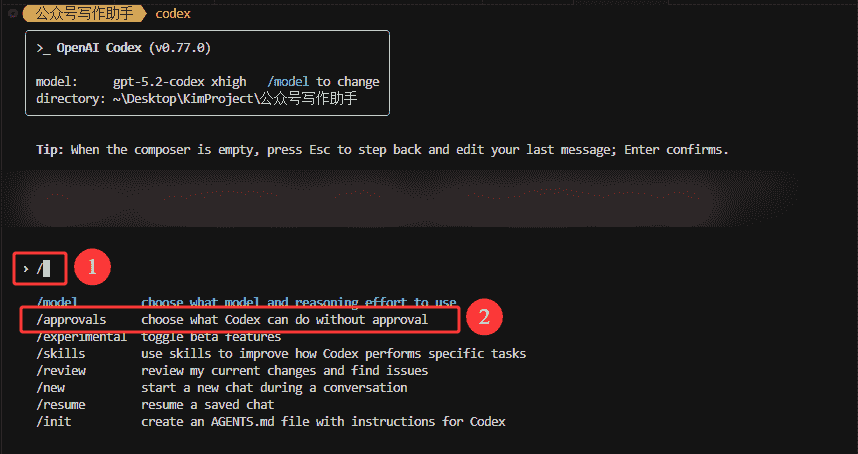 公众号写作助手 codex
>_ OpenAI Codex (v0.77.0)
model: gpt-5.2-codex xhigh /model to change
directory: ~\Desktop\KimProject\公众号写作助手
Tip: When the composer is empty, press Esc to step back and edit your last message; Enter confirms.
› / 1
/model choose what model and reasoning effort to use
/approvals choose what Codex can do without approval 2
/experimental toggle beta features
/skills use skills to improve how Codex performs specific tasks
/review review my current changes and find issues
/new start a new chat during a conversation
/resume resume a saved chat
/init create an AGENTS.md file with instructions for Codex